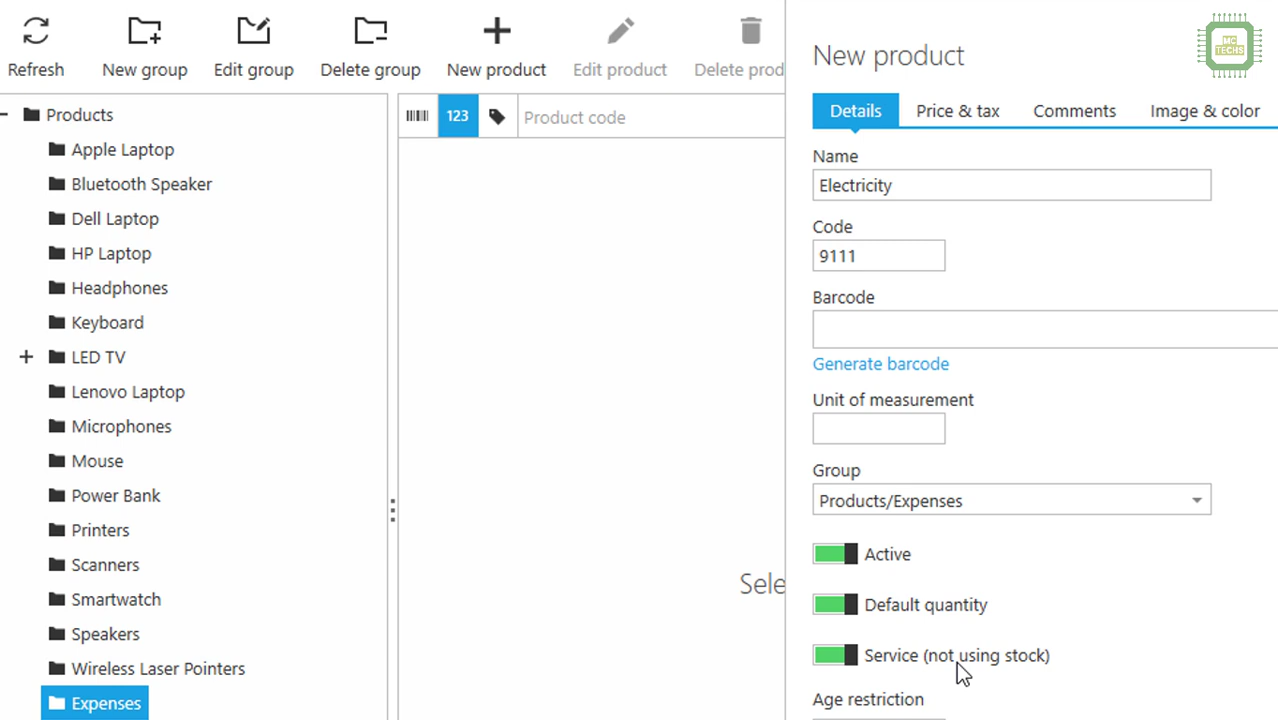 Refresh
New group
Edit group
Delete group
New product
Edit product
Delete prod
Products
Apple Laptop
Bluetooth Speaker
Dell Laptop
HP Laptop
Headphones
Keyboard
LED TV
Lenovo Laptop
Microphones
Mouse
Power Bank
Printers
Scanners
Smartwatch
Speakers
Wireless Laser Pointers
Expenses
123
Product code
Sele
New product
MC
TECHS
Details
Price & tax
Comments
Image & color
Name
Electricity
Code
9111
Barcode
Generate barcode
Unit of measurement
Group
Products/Expenses
Active
Default quantity
Service (not using stock)
Age restriction